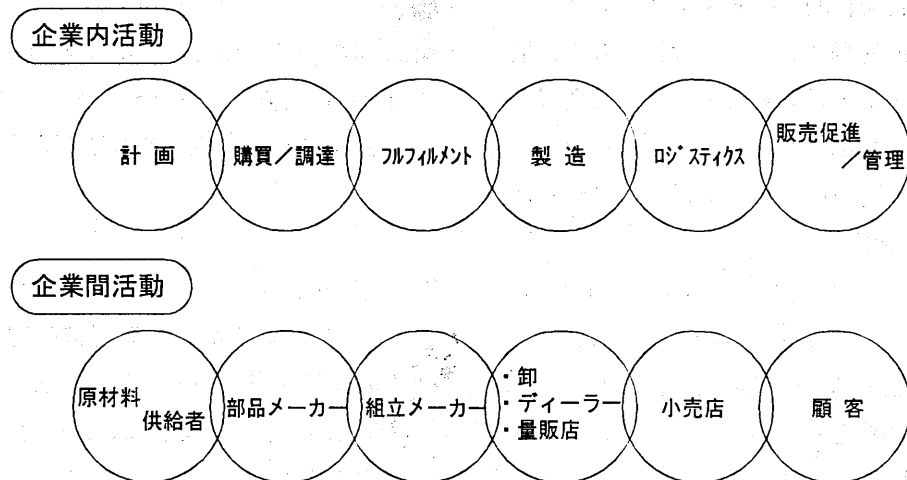 企業内活動
計画
購買／調達
フルフィルメント
製造
ロジスティクス
販売促進
／管理
企業間活動
原材料
供給者
部品メーカー
組立メーカー
・卸
・ディーラー
・量販店
小売店
顧客